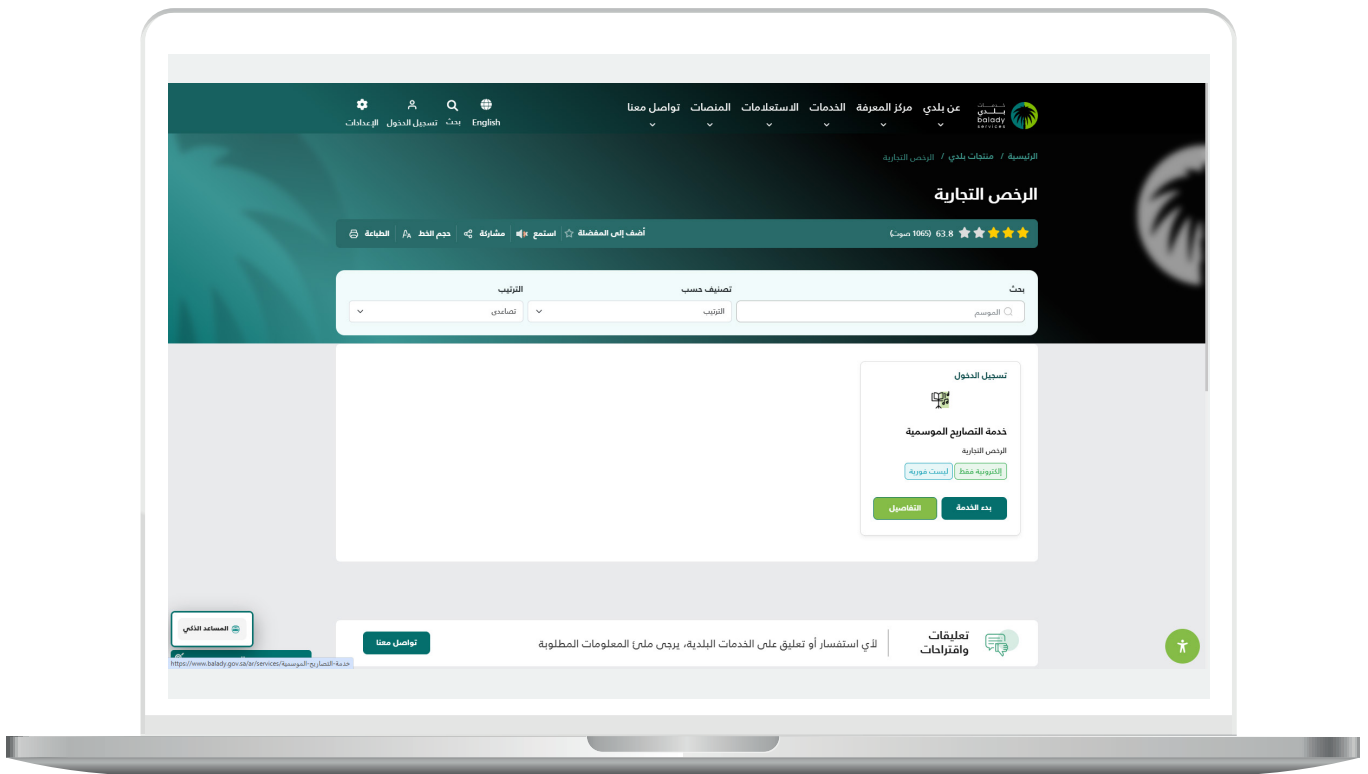 خدمات
بلدي
balady
services
عن بلدي
مركز المعرفة
الخدمات
الاستعلامات
المنصات
تواصل معنا
English
بحث
تسجيل الدخول
الإعدادات
الرئيسية / منتجات بلدي / الرخص التجارية
الرخص التجارية
63.8 (1065 صوت)
أضف إلى المفضلة
استمع
مشاركة
حجم الخط
الطباعة
بحث
تصنيف حسب
الترتيب
الموسم
الترتيب
تصاعدي
تسجيل الدخول
خدمة التصاريح الموسمية
الرخص التجارية
إلكترونية فقط
ليست فورية
بدء الخدمة
التفاصيل
تعليقات
واقتراحات
لأي استفسار أو تعليق على الخدمات البلدية، يرجى ملئ المعلومات المطلوبة
تواصل معنا
المساعد الذكي
https://www.balady.gov.sa/ar/services/خدمة-التصاريح-الموسمية